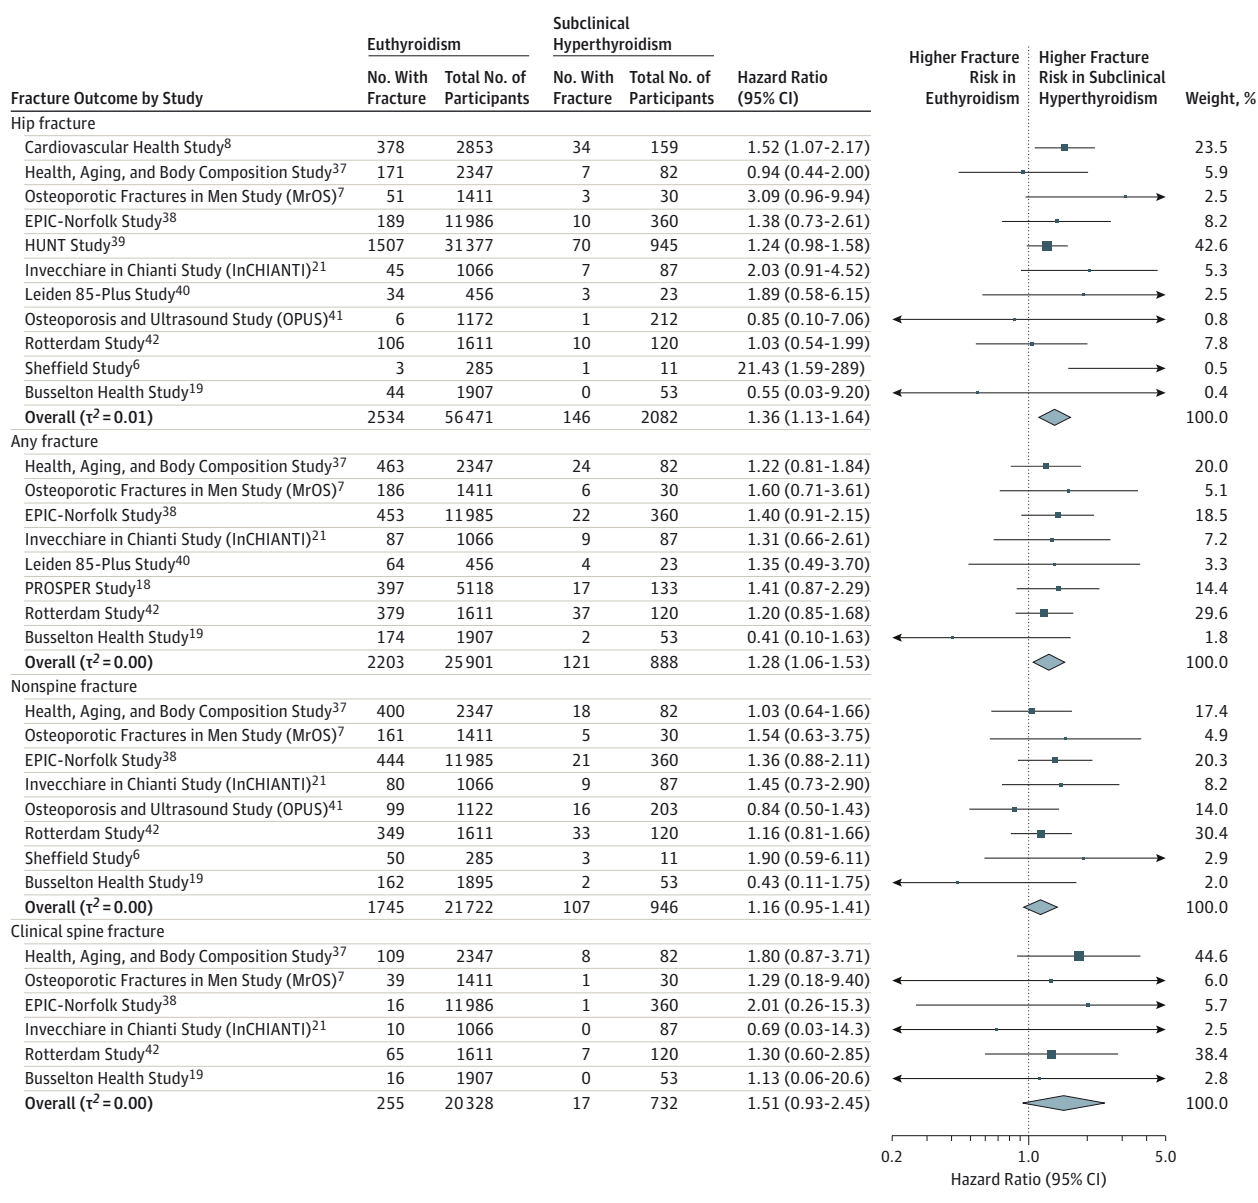 Euthyroidism
Subclinical
Hyperthyroidism
Higher Fracture
Risk in
Euthyroidism
Higher Fracture
Risk in Subclinical
Hyperthyroidism
Fracture Outcome by Study
No. With
Fracture
Total No. of
Participants
No. With
Fracture
Total No. of
Participants
Hazard Ratio
(95% CI)
Weight, %
Hip fracture
Cardiovascular Health Study⁸ 378 2853 34 159 1.52 (1.07-2.17) 23.5
Health, Aging, and Body Composition Study³⁷ 171 2347 7 82 0.94 (0.44-2.00) 5.9
Osteoporotic Fractures in Men Study (MrOS)⁷ 51 1411 3 30 3.09 (0.96-9.94) 2.5
EPIC-Norfolk Study³⁸ 189 11986 10 360 1.38 (0.73-2.61) 8.2
HUNT Study³⁹ 1507 31377 70 945 1.24 (0.98-1.58) 42.6
Invecchiare in Chianti Study (InCHIANTI)²¹ 45 1066 7 87 2.03 (0.91-4.52) 5.3
Leiden 85-Plus Study⁴⁰ 34 456 3 23 1.89 (0.58-6.15) 2.5
Osteoporosis and Ultrasound Study (OPUS)⁴¹ 6 1172 1 212 0.85 (0.10-7.06) 0.8
Rotterdam Study⁴² 106 1611 10 120 1.03 (0.54-1.99) 7.8
Sheffield Study⁶ 3 285 1 11 21.43 (1.59-289) 0.5
Busselton Health Study¹⁹ 44 1907 0 53 0.55 (0.03-9.20) 0.4
Overall (τ² = 0.01) 2534 56471 146 2082 1.36 (1.13-1.64) 100.0
Any fracture
Health, Aging, and Body Composition Study³⁷ 463 2347 24 82 1.22 (0.81-1.84) 20.0
Osteoporotic Fractures in Men Study (MrOS)⁷ 186 1411 6 30 1.60 (0.71-3.61) 5.1
EPIC-Norfolk Study³⁸ 453 11985 22 360 1.40 (0.91-2.15) 18.5
Invecchiare in Chianti Study (InCHIANTI)²¹ 87 1066 9 87 1.31 (0.66-2.61) 7.2
Leiden 85-Plus Study⁴⁰ 64 456 4 23 1.35 (0.49-3.70) 3.3
PROSPER Study¹⁸ 397 5118 17 133 1.41 (0.87-2.29) 14.4
Rotterdam Study⁴² 379 1611 37 120 1.20 (0.85-1.68) 29.6
Busselton Health Study¹⁹ 174 1907 2 53 0.41 (0.10-1.63) 1.8
Overall (τ² = 0.00) 2203 25901 121 888 1.28 (1.06-1.53) 100.0
Nonspine fracture
Health, Aging, and Body Composition Study³⁷ 400 2347 18 82 1.03 (0.64-1.66) 17.4
Osteoporotic Fractures in Men Study (MrOS)⁷ 161 1411 5 30 1.54 (0.63-3.75) 4.9
EPIC-Norfolk Study³⁸ 444 11985 21 360 1.36 (0.88-2.11) 20.3
Invecchiare in Chianti Study (InCHIANTI)²¹ 80 1066 9 87 1.45 (0.73-2.90) 8.2
Osteoporosis and Ultrasound Study (OPUS)⁴¹ 99 1122 16 203 0.84 (0.50-1.43) 14.0
Rotterdam Study⁴² 349 1611 33 120 1.16 (0.81-1.66) 30.4
Sheffield Study⁶ 50 285 3 11 1.90 (0.59-6.11) 2.9
Busselton Health Study¹⁹ 162 1895 2 53 0.43 (0.11-1.75) 2.0
Overall (τ² = 0.00) 1745 21722 107 946 1.16 (0.95-1.41) 100.0
Clinical spine fracture
Health, Aging, and Body Composition Study³⁷ 109 2347 8 82 1.80 (0.87-3.71) 44.6
Osteoporotic Fractures in Men Study (MrOS)⁷ 39 1411 1 30 1.29 (0.18-9.40) 6.0
EPIC-Norfolk Study³⁸ 16 11986 1 360 2.01 (0.26-15.3) 5.7
Invecchiare in Chianti Study (InCHIANTI)²¹ 10 1066 0 87 0.69 (0.03-14.3) 2.5
Rotterdam Study⁴² 65 1611 7 120 1.30 (0.60-2.85) 38.4
Busselton Health Study¹⁹ 16 1907 0 53 1.13 (0.06-20.6) 2.8
Overall (τ² = 0.00) 255 20328 17 732 1.51 (0.93-2.45) 100.0
0.2 1.0 5.0
Hazard Ratio (95% CI)